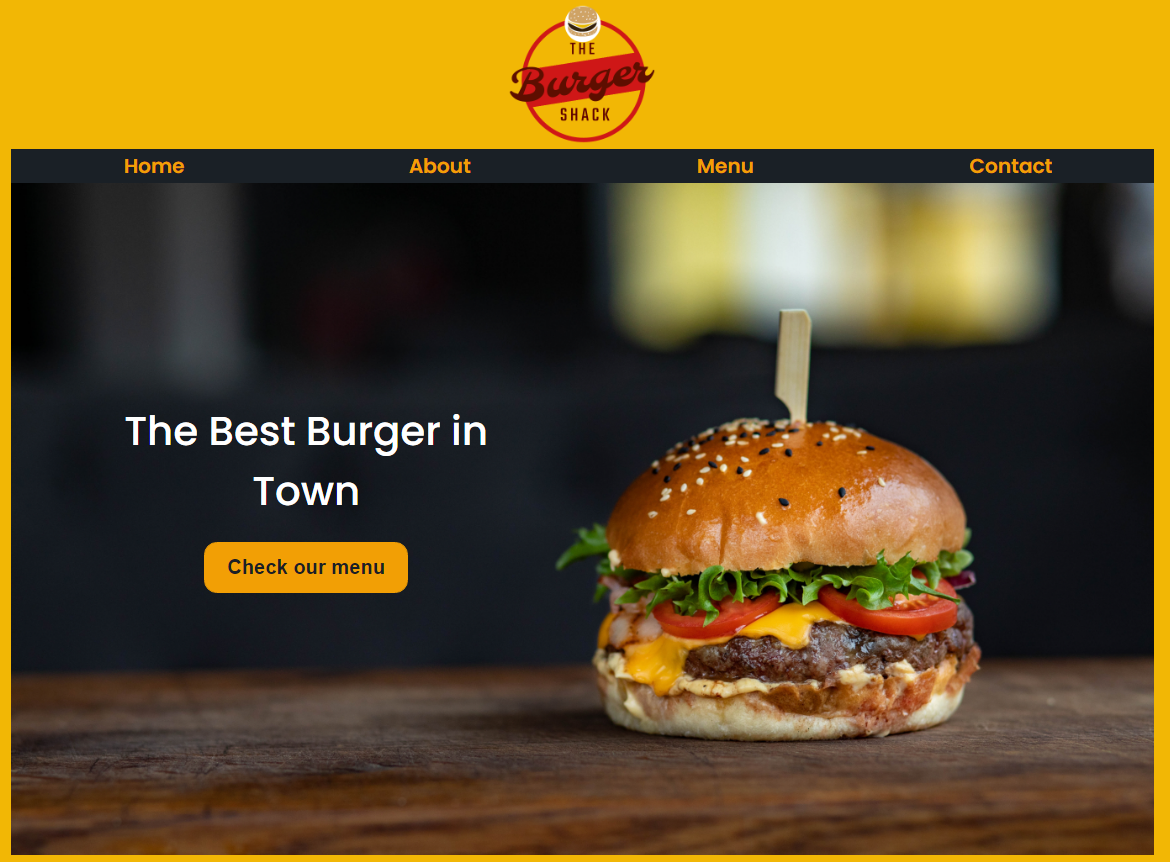 THE
Burger
SHACK
Home About Menu Contact
The Best Burger in
Town
Check our menu